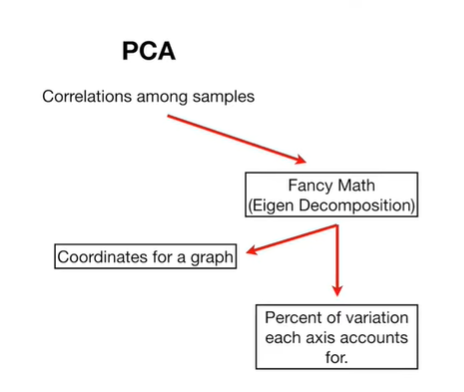 PCA
Correlations among samples
Fancy Math
(Eigen Decomposition)
Coordinates for a graph
Percent of variation
each axis accounts
for.